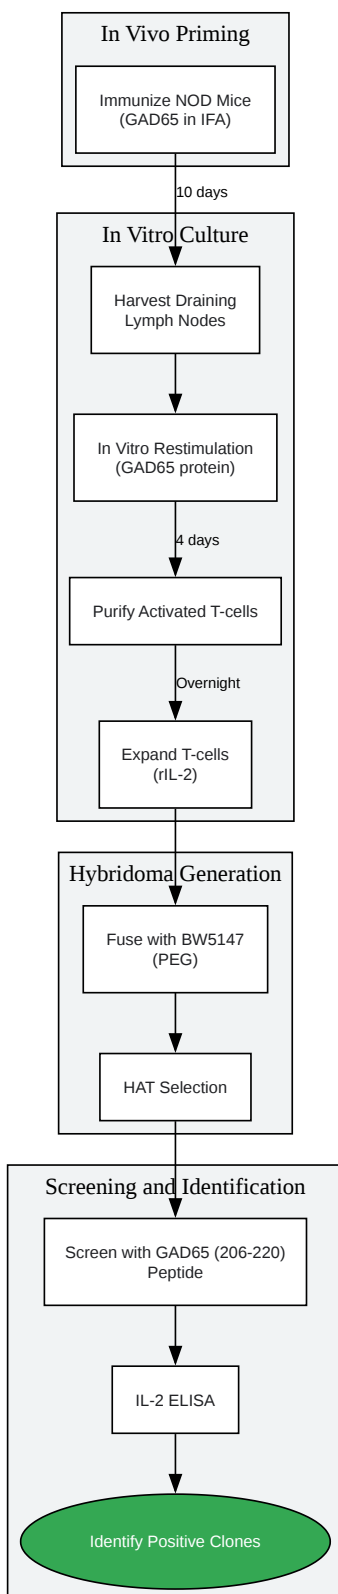 In Vivo Priming
Immunize NOD Mice
(GAD65 in IFA)
10 days
In Vitro Culture
Harvest Draining
Lymph Nodes
In Vitro Restimulation
(GAD65 protein)
4 days
Purify Activated T-cells
Overnight
Expand T-cells
(rIL-2)
Hybridoma Generation
Fuse with BW5147
(PEG)
HAT Selection
Screening and Identification
Screen with GAD65 (206-220)
Peptide
IL-2 ELISA
Identify Positive Clones